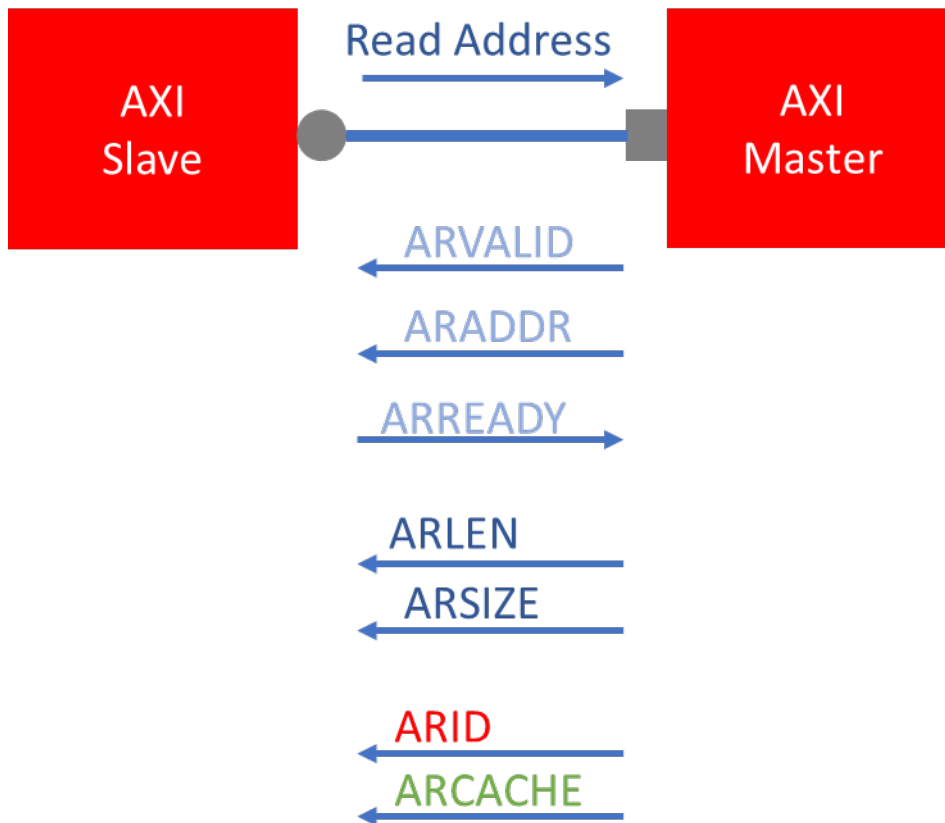 Read Address
AXI
Slave
AXI
Master
ARVALID
ARADDR
ARREADY
ARLEN
ARSIZE
ARID
ARCACHE